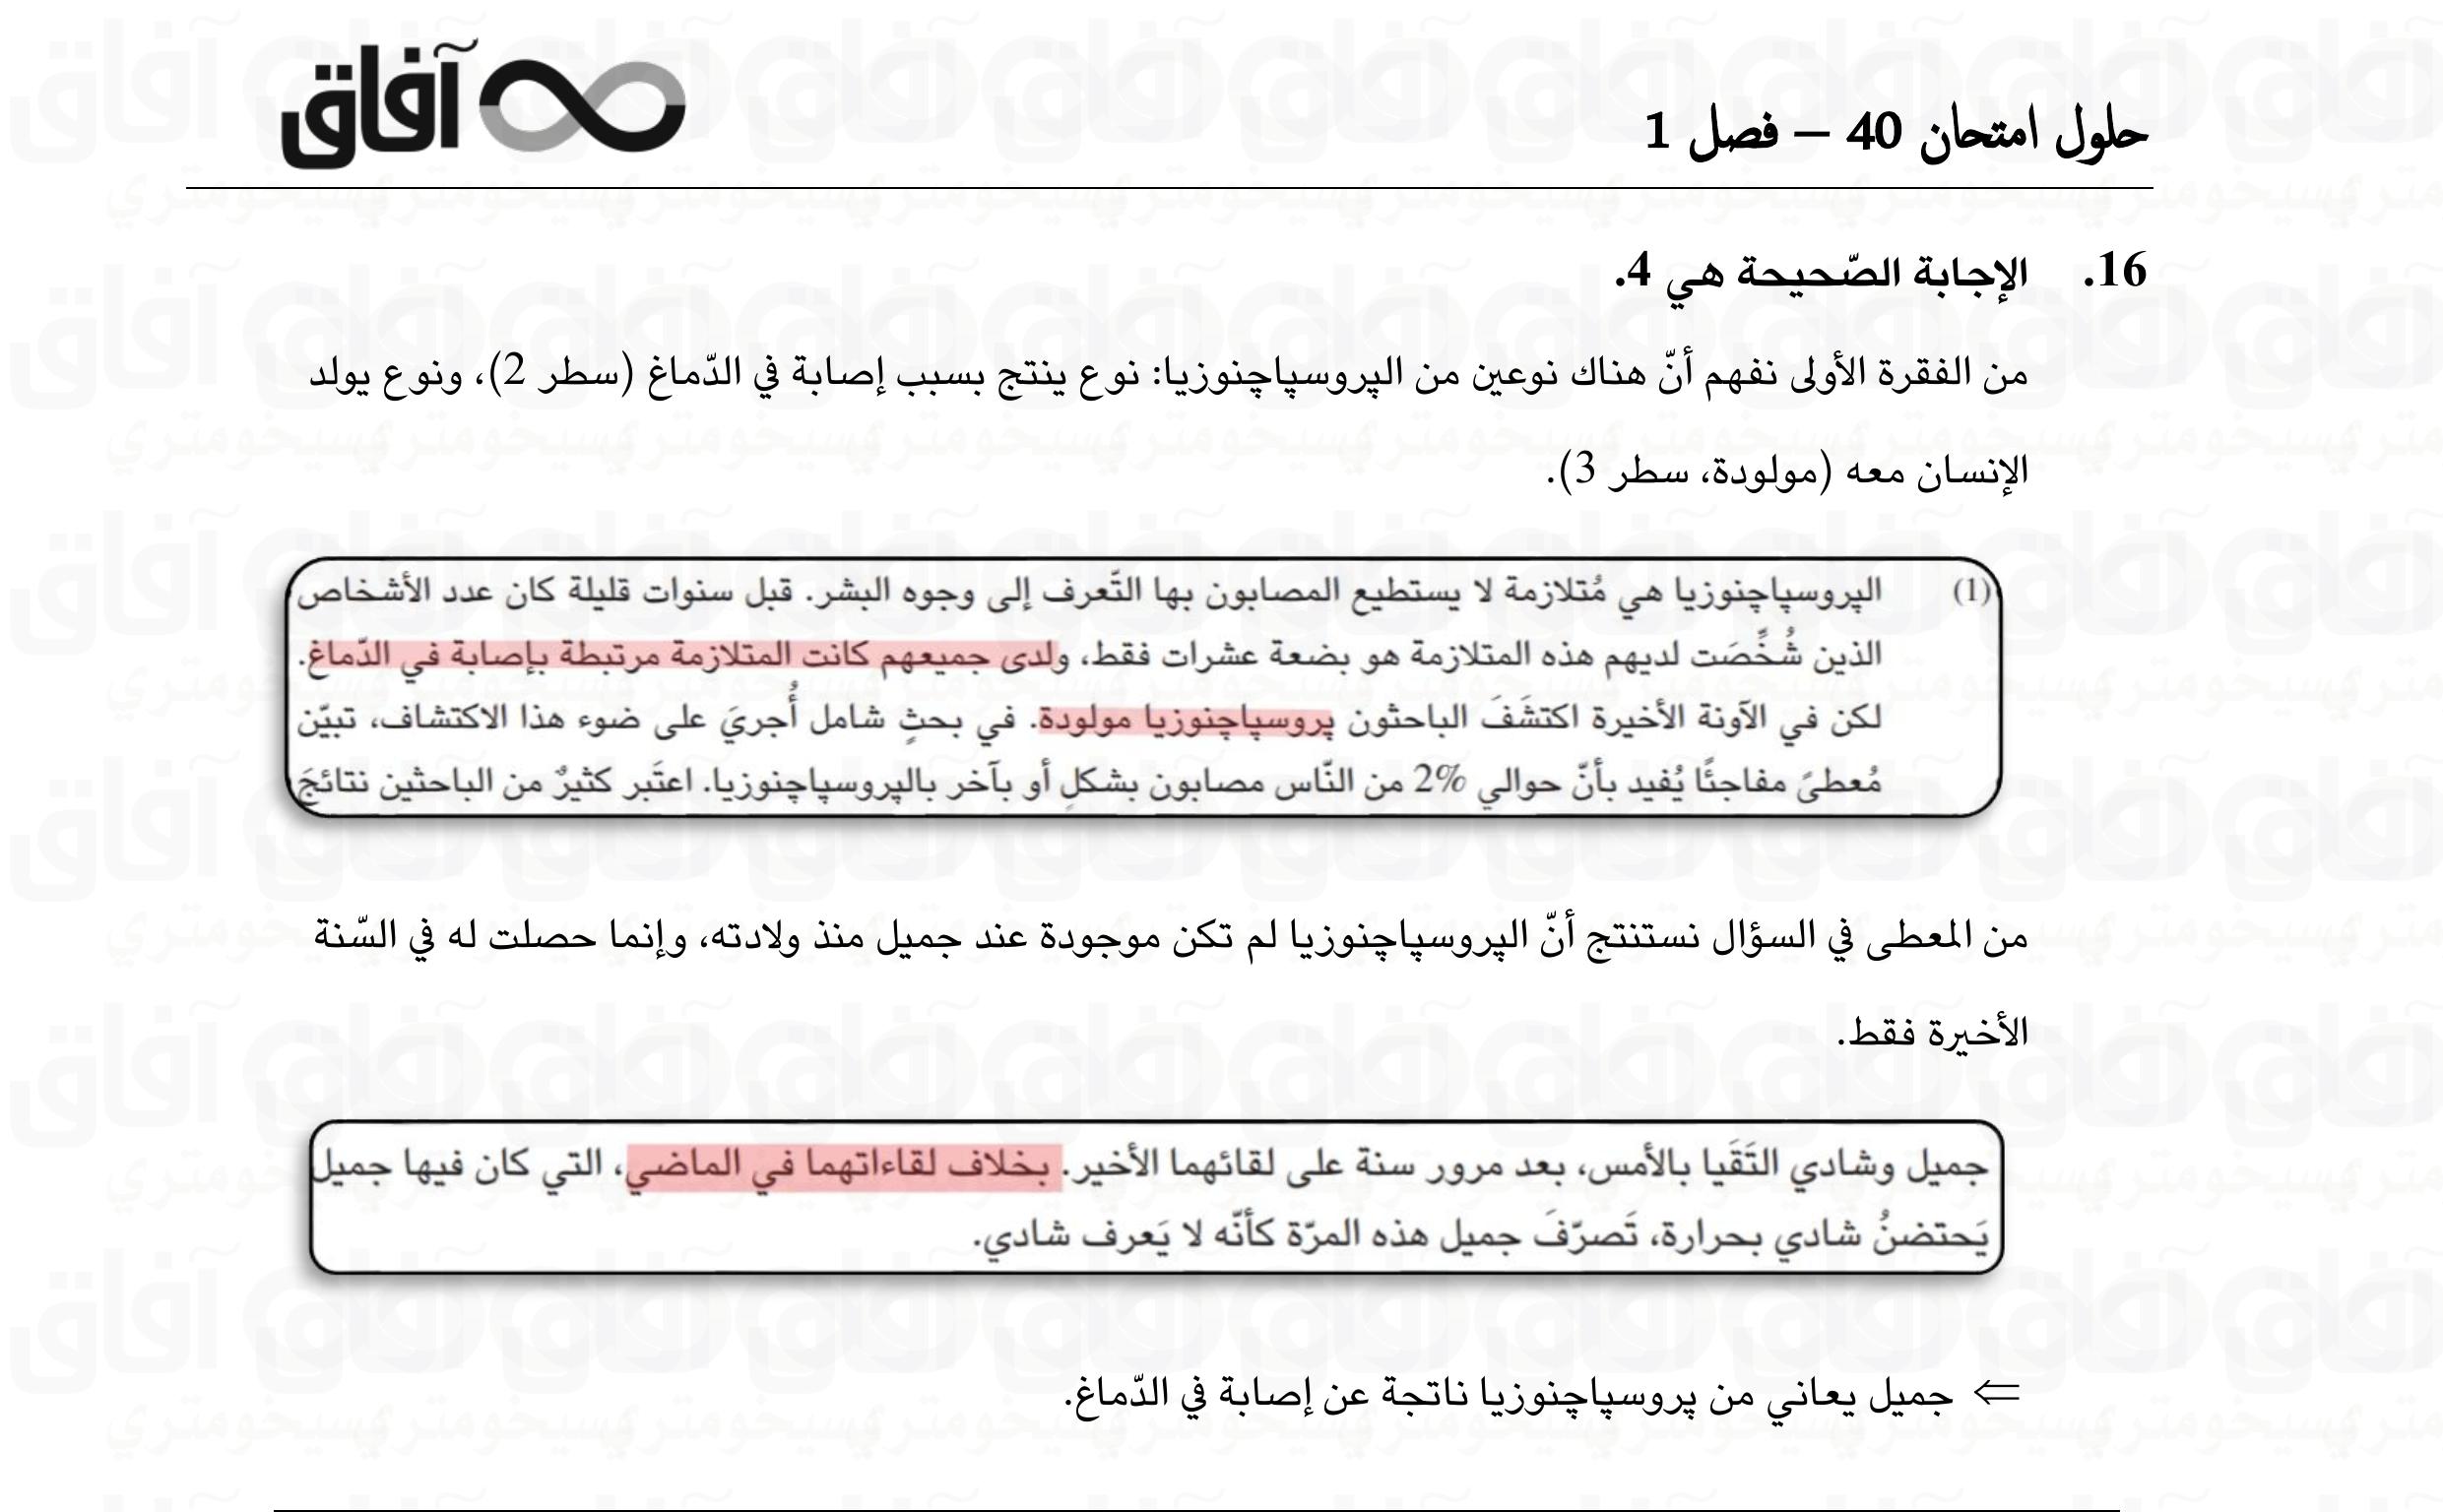 آفاق
حلول امتحان 40 – فصل 1
16. الإجابة الصّحيحة هي 4.
من الفقرة الأولى نفهم أنّ هناك نوعين من الپروسپاچنوزيا: نوع ينتج بسبب إصابة في الدّماغ (سطر 2)، ونوع يولد
الإنسان معه (مولودة، سطر 3).
(1) الپروسپاچنوزيا هي مُتلازمة لا يستطيع المصابون بها التّعرف إلى وجوه البشر. قبل سنوات قليلة كان عدد الأشخاص
الذين شُخِّصَت لديهم هذه المتلازمة هو بضعة عشرات فقط، ولدى جميعهم كانت المتلازمة مرتبطة بإصابة في الدّماغ.
لكن في الآونة الأخيرة اكتشَفَ الباحثون پروسپاچنوزيا مولودة. في بحثٍ شامل أُجريَ على ضوء هذا الاكتشاف، تبيّن
مُعطىً مفاجئًا يُفيد بأنّ حوالي 2% من النّاس مصابون بشكلٍ أو بآخر بالپروسپاچنوزيا. اعتَبر كثيرٌ من الباحثين نتائجَ
من المعطى في السؤال نستنتج أنّ الپروسپاچنوزيا لم تكن موجودة عند جميل منذ ولادته، وإنما حصلت له في السّنة
الأخيرة فقط.
جميل وشادي التَقَيا بالأمس، بعد مرور سنة على لقائهما الأخير. بخلاف لقاءاتهما في الماضي، التي كان فيها جميل
يَحتضنُ شادي بحرارة، تَصرّفَ جميل هذه المرّة كأنّه لا يَعرف شادي.
⇐ جميل يعاني من پروسپاچنوزيا ناتجة عن إصابة في الدّماغ.